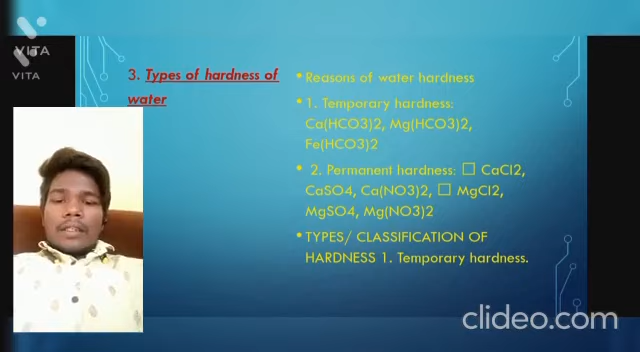 VITA
VITA
3. Types of hardness of
water
• Reasons of water hardness
• 1. Temporary hardness:
Ca(HCO3)2, Mg(HCO3)2,
Fe(HCO3)2
• 2. Permanent hardness: □ CaCl2,
CaSO4, Ca(NO3)2, □ MgCl2,
MgSO4, Mg(NO3)2
• TYPES/ CLASSIFICATION OF
HARDNESS 1. Temporary hardness.
clideo.com